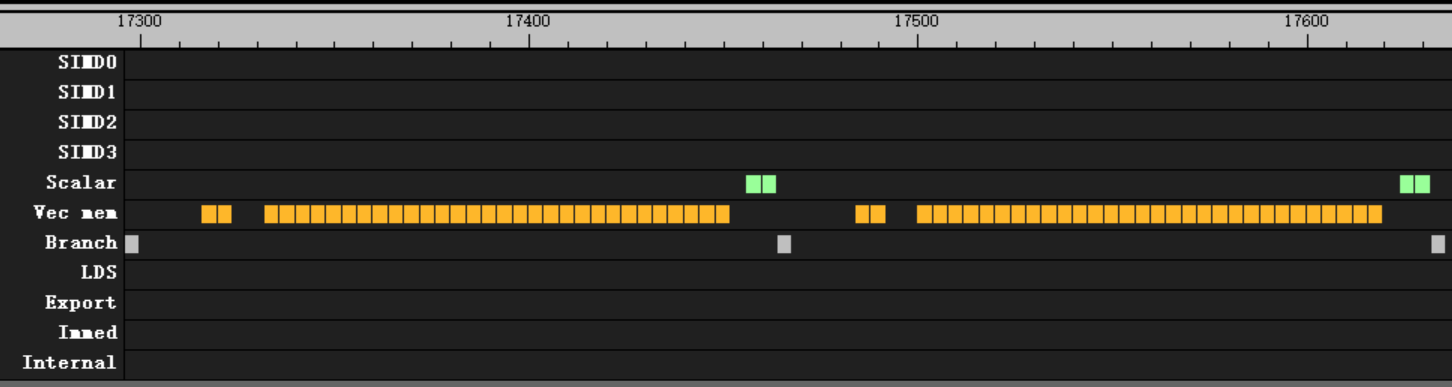 17300 17400 17500 17600
SIMD0
SIMD1
SIMD2
SIMD3
Scalar
Vec mem
Branch
LDS
Export
Immed
Internal